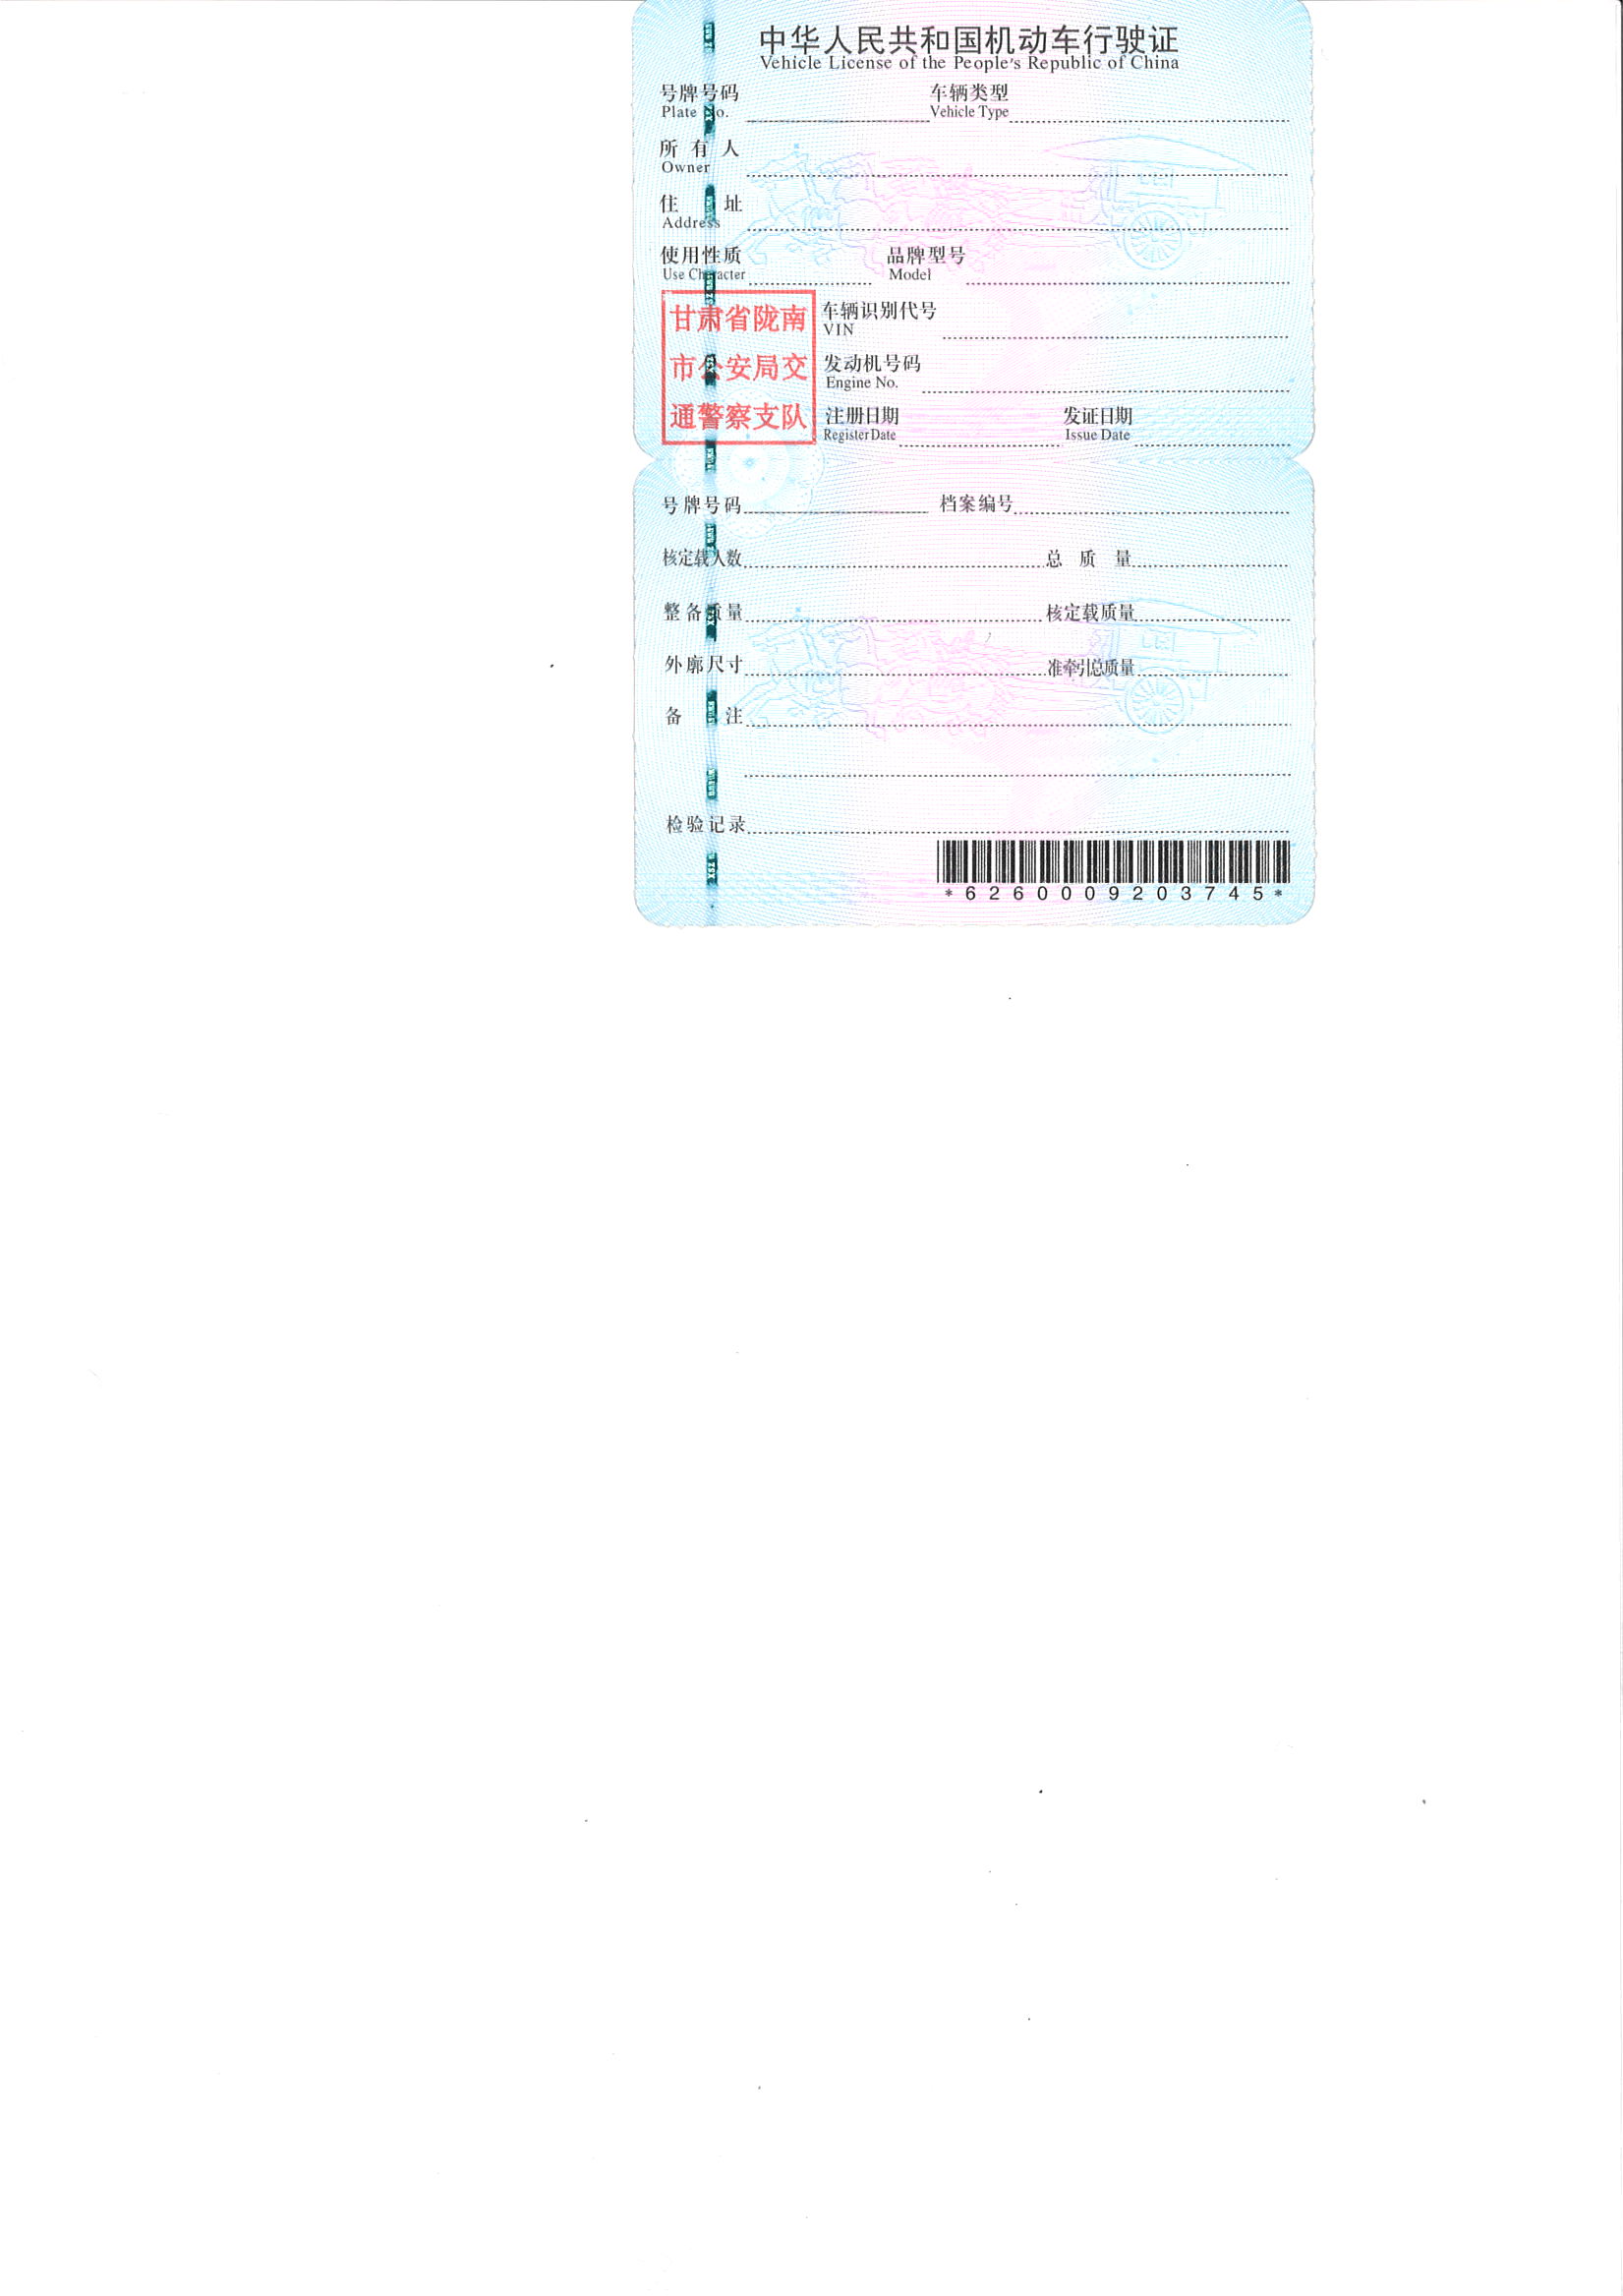 中华人民共和国机动车行驶证
Vehicle License of the People's Republic of China
号牌号码 车辆类型
Plate No. Vehicle Type
所有人
Owner
住址
Address
使用性质 品牌型号
Use Character Model
甘肃省陇南
市公安局交
通警察支队
车辆识别代号
VIN
发动机号码
Engine No.
注册日期 发证日期
Register Date Issue Date
号牌号码 档案编号
核定载人数 总质量
整备质量 核定载质量
外廓尺寸 准牵引总质量
备注
检验记录
*6260009203745*